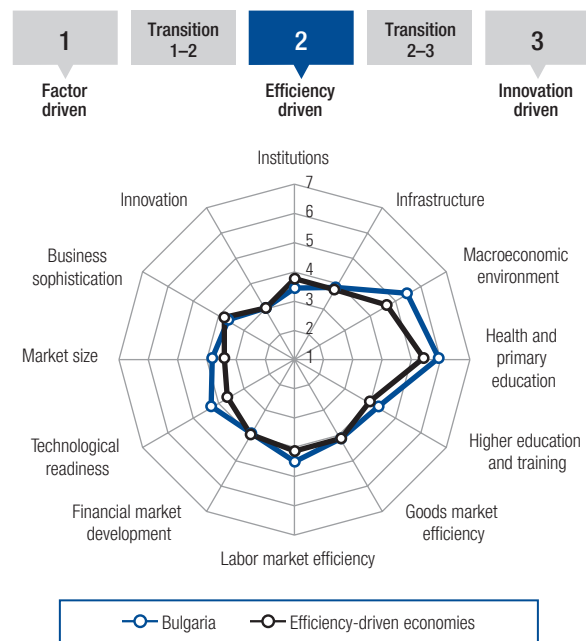 1
Transition
1–2
2
Transition
2–3
3
Factor
driven
Efficiency
driven
Innovation
driven
Institutions
Infrastructure
Macroeconomic
environment
Health and
primary
education
Higher education
and training
Goods market
efficiency
Labor market efficiency
Financial market
development
Technological
readiness
Market size
Business
sophistication
Innovation
7
6
5
4
3
2
1
Bulgaria
Efficiency-driven economies